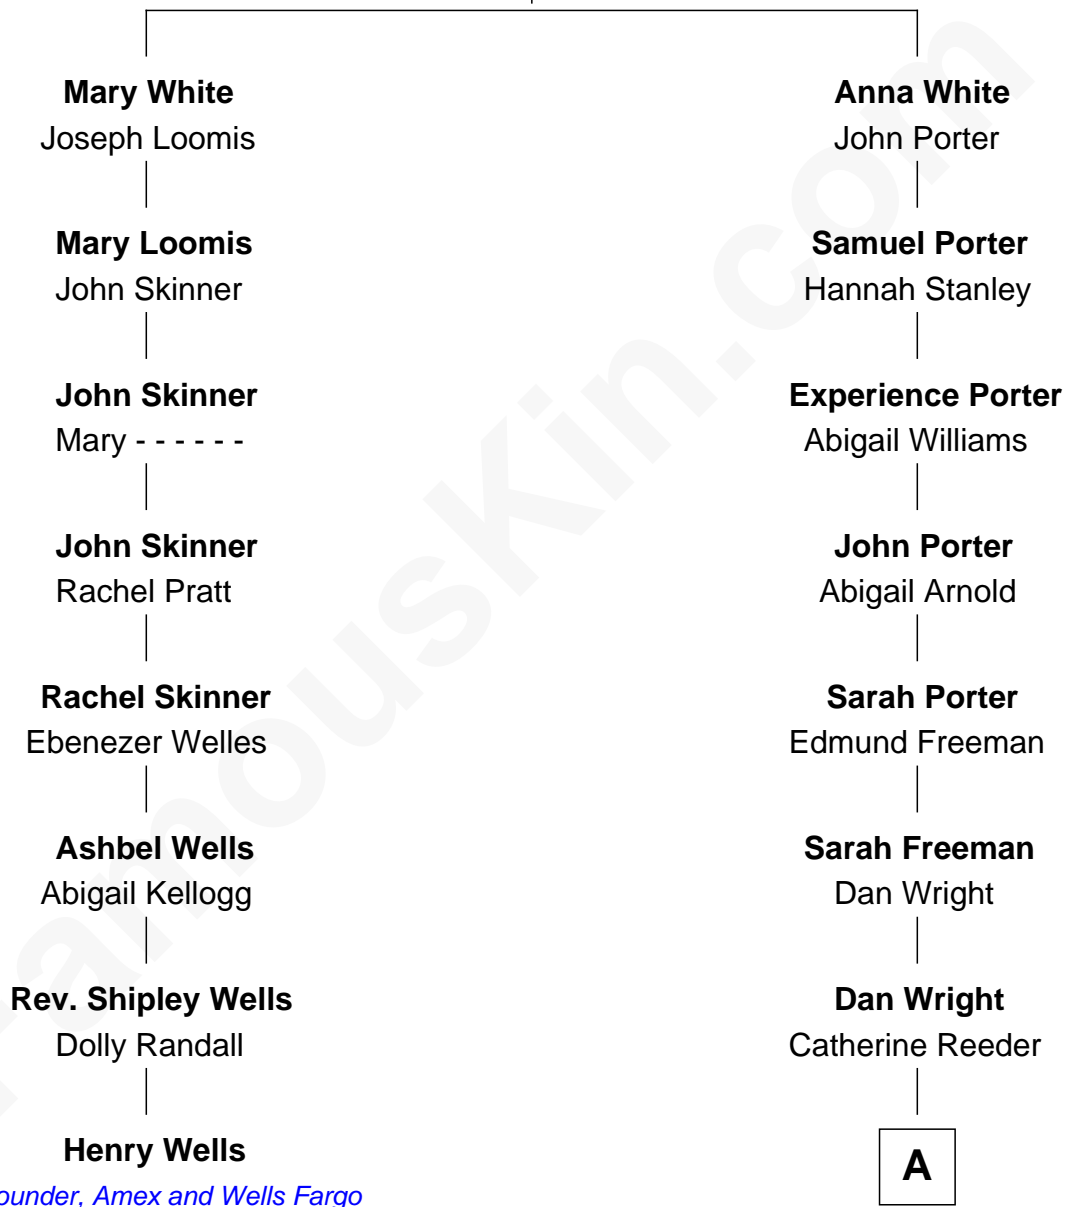 Mary White
Joseph Loomis
Mary Loomis
John Skinner
John Skinner
Mary - - - - - -
John Skinner
Rachel Pratt
Rachel Skinner
Ebenezer Welles
Ashbel Wells
Abigail Kellogg
Rev. Shipley Wells
Dolly Randall
Henry Wells
ounder, Amex and Wells Fargo
Anna White
John Porter
Samuel Porter
Hannah Stanley
Experience Porter
Abigail Williams
John Porter
Abigail Arnold
Sarah Porter
Edmund Freeman
Sarah Freeman
Dan Wright
Dan Wright
Catherine Reeder
A
FamousKin.com